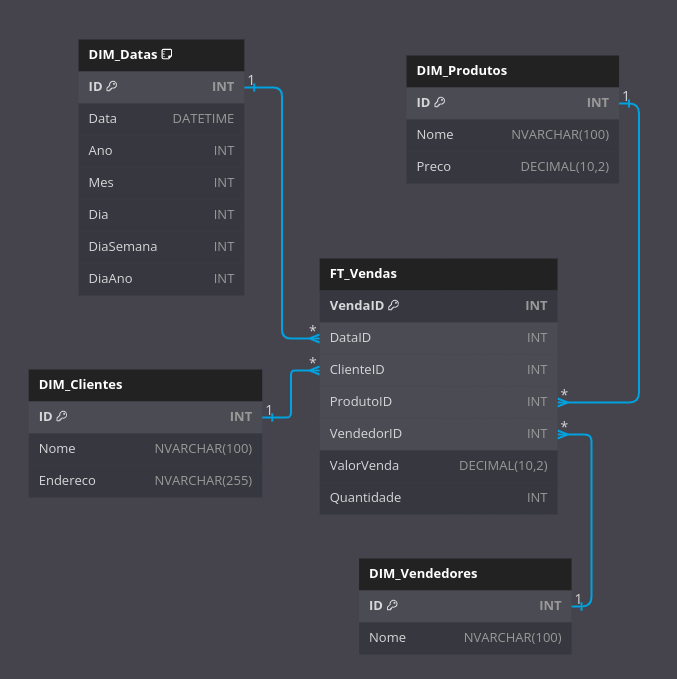 DIM_Datas
ID INT
Data DATETIME
Ano INT
Mes INT
Dia INT
DiaSemana INT
DiaAno INT
1
DIM_Produtos
ID INT
Nome NVARCHAR(100)
Preco DECIMAL(10,2)
1
FT_Vendas
VendaID INT
* DataID INT
* ClienteID INT
ProdutoID INT *
VendedorID INT *
ValorVenda DECIMAL(10,2)
Quantidade INT
DIM_Clientes
ID INT
Nome NVARCHAR(100)
Endereco NVARCHAR(255)
1
DIM_Vendedores
ID INT
Nome NVARCHAR(100)
1